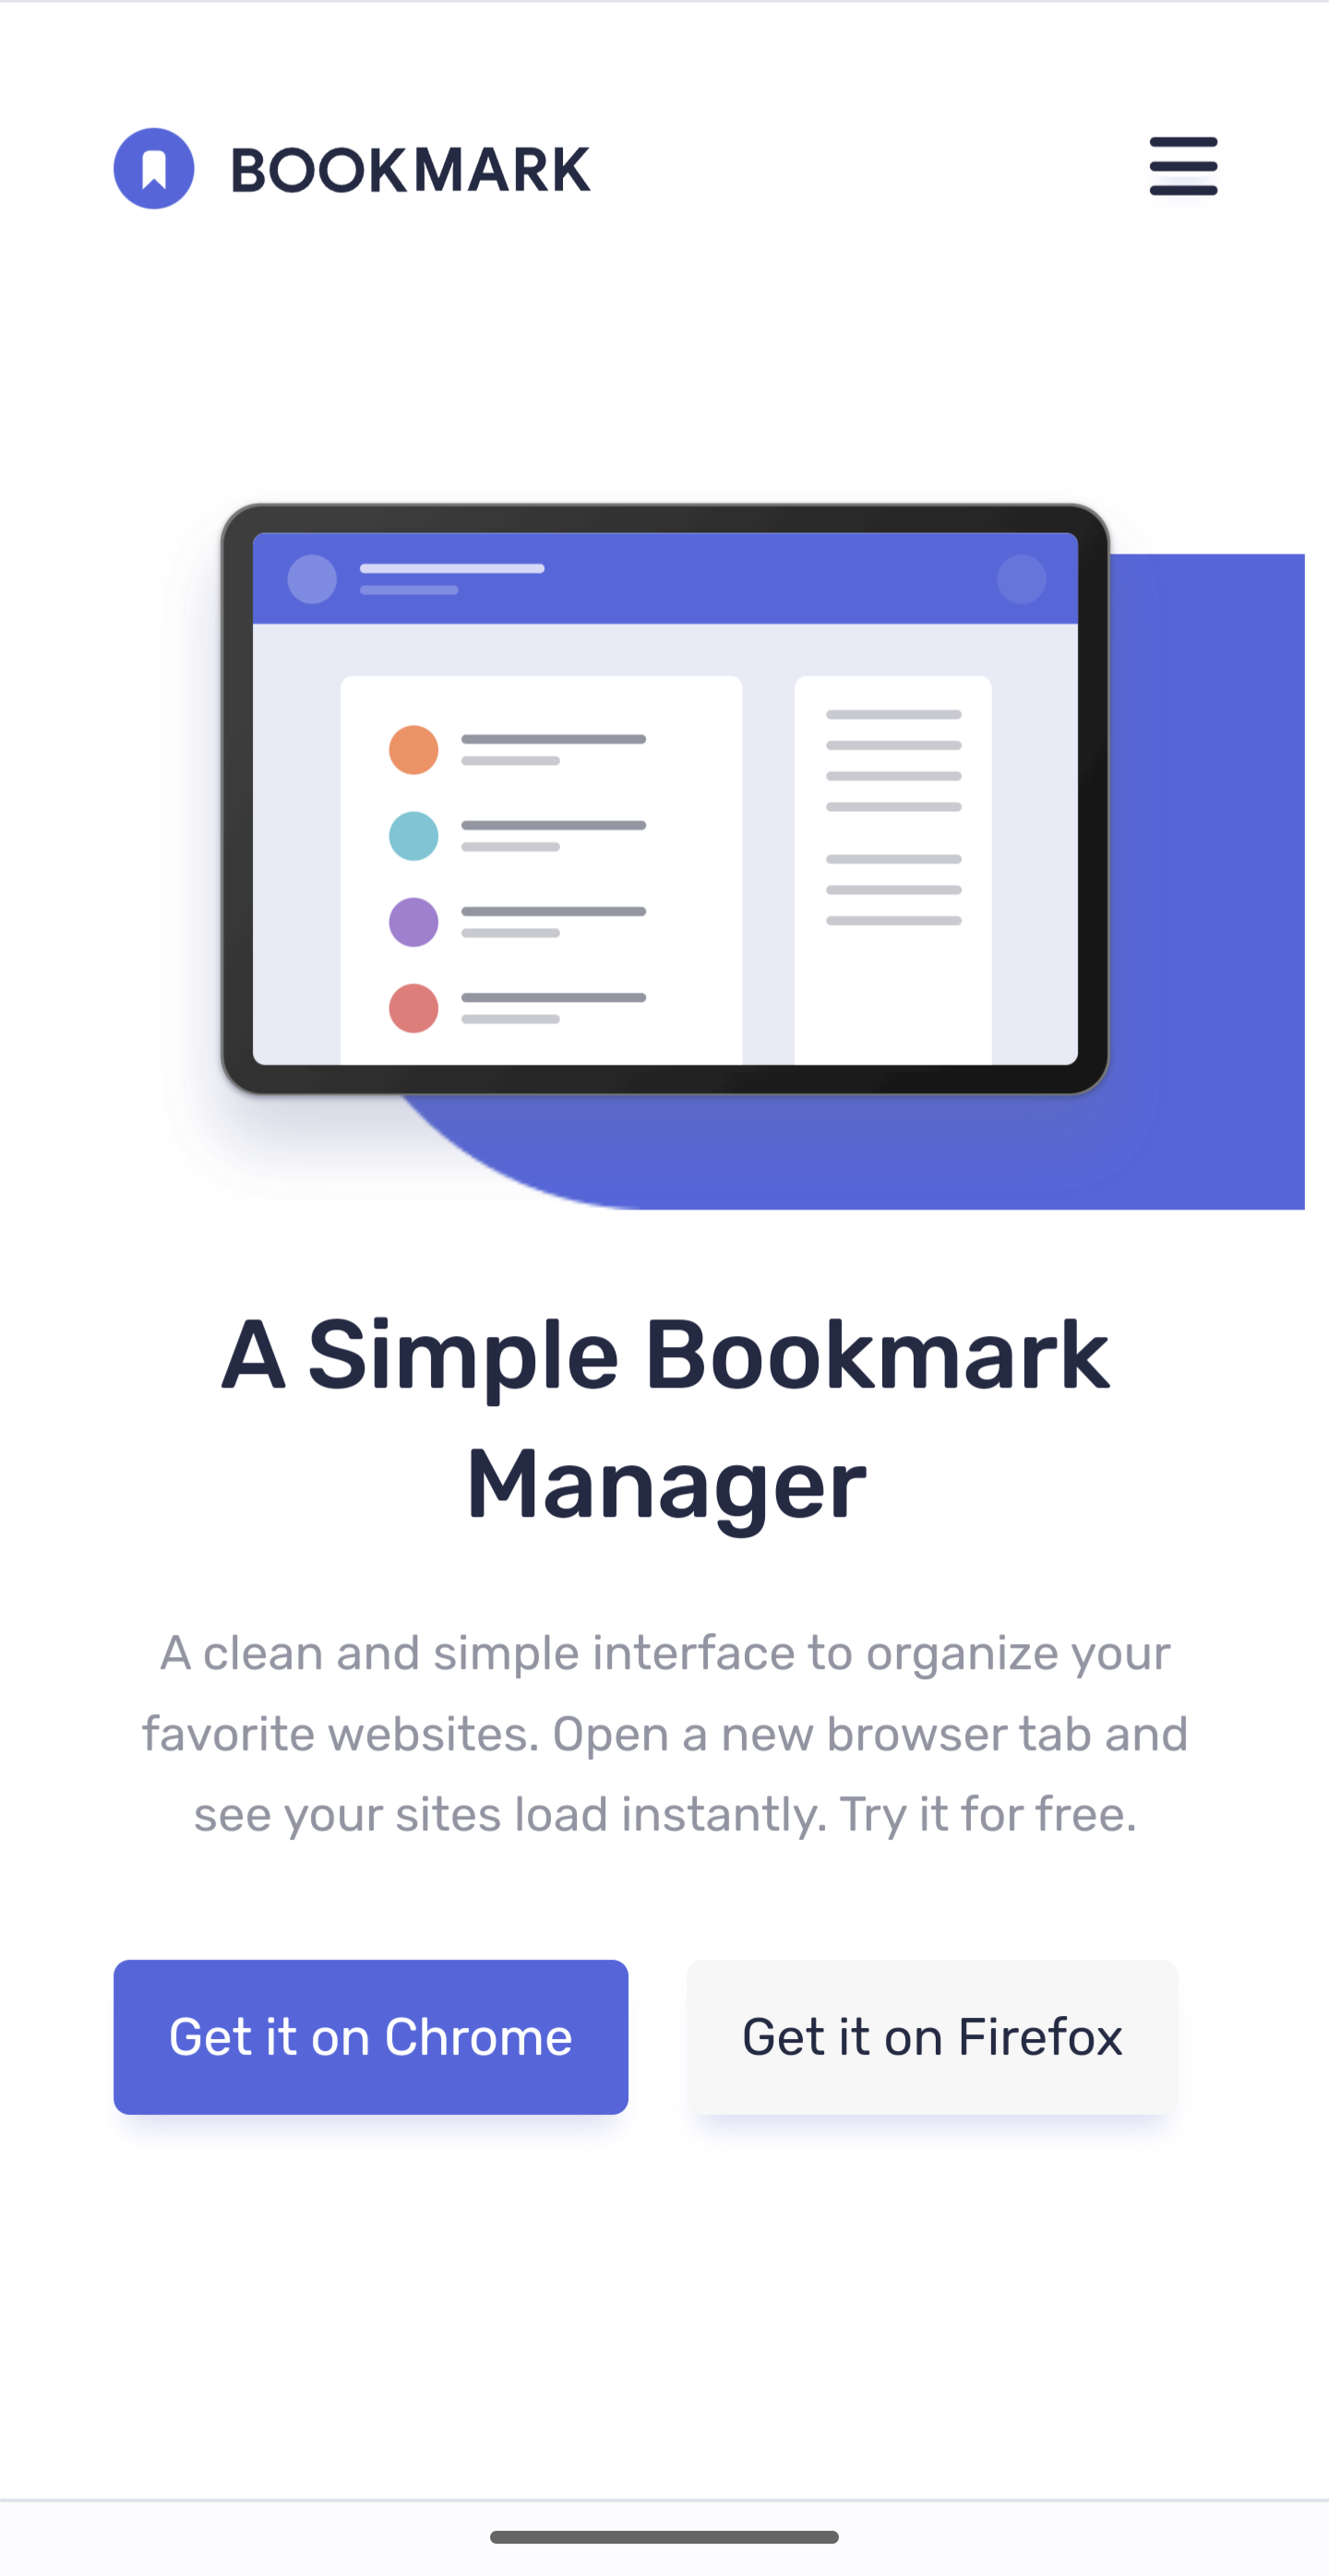 BOOKMARK
A Simple Bookmark
Manager
A clean and simple interface to organize your
favorite websites. Open a new browser tab and
see your sites load instantly. Try it for free.
Get it on Chrome
Get it on Firefox